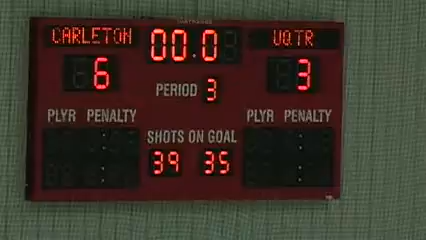 CARLETON 00.0 UQTR
6 3
PERIOD 3
PLYR PENALTY PLYR PENALTY
SHOTS ON GOAL
39 35